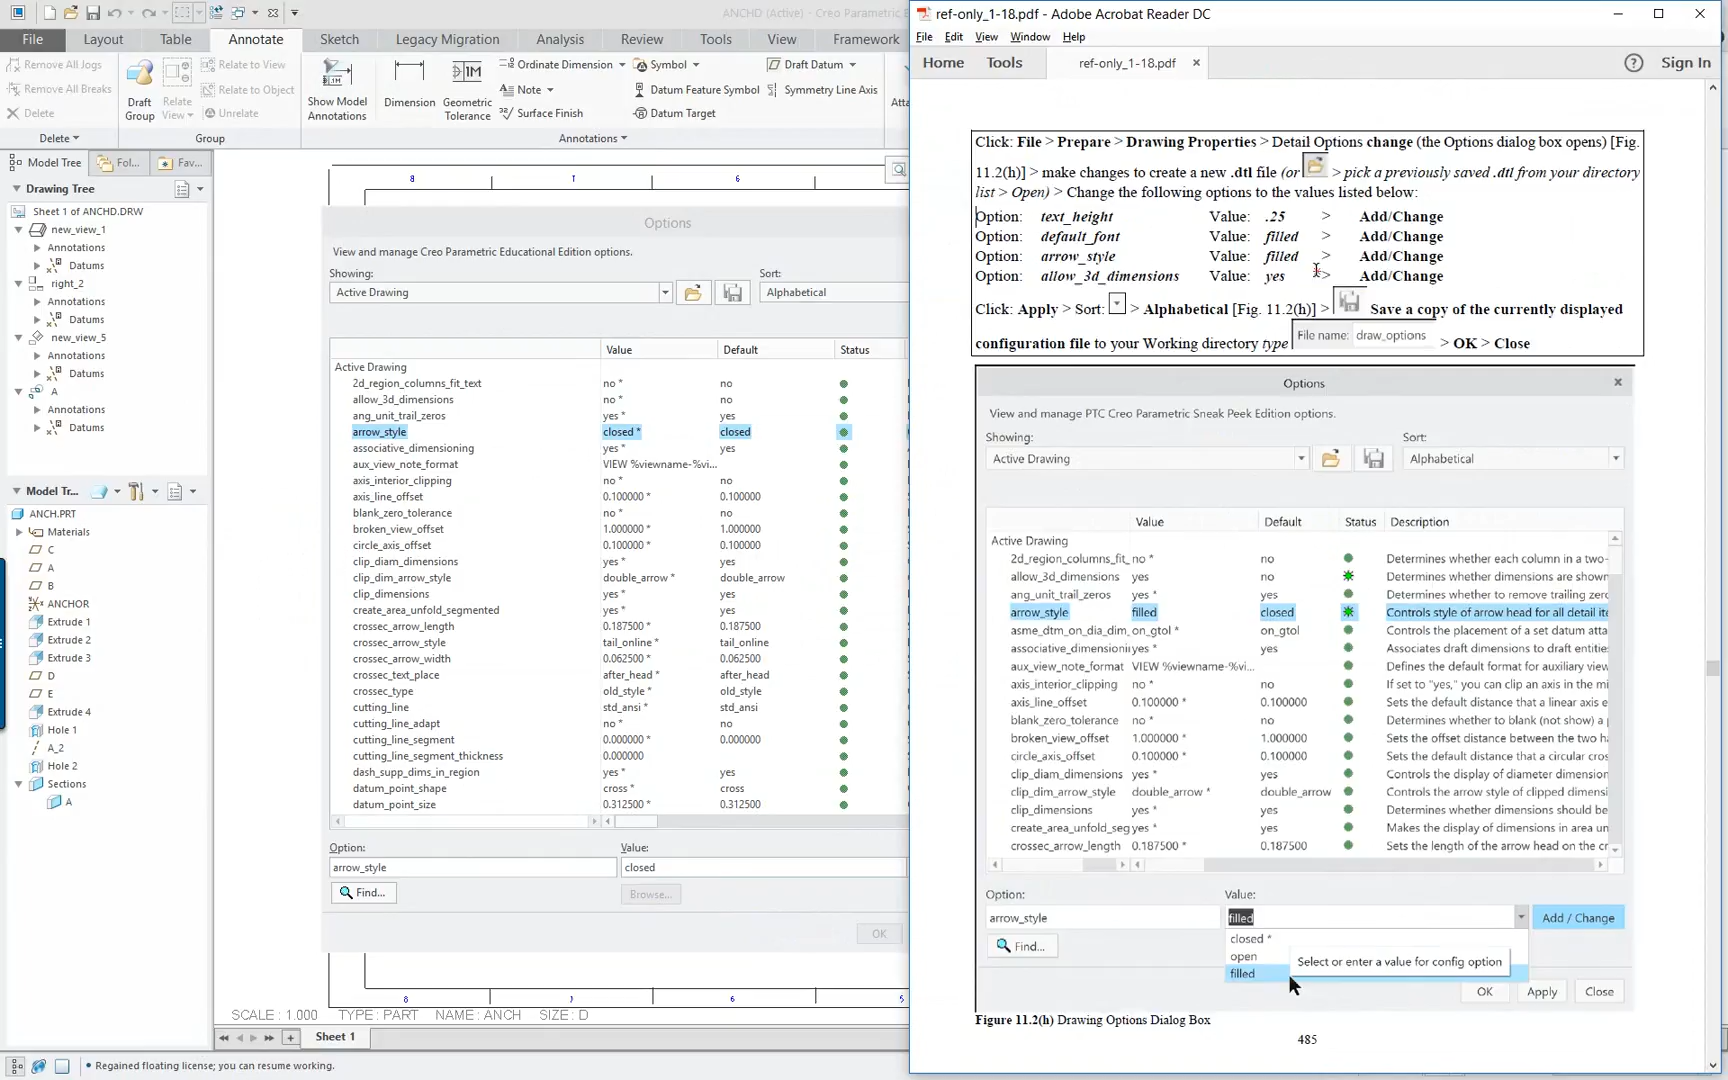 ANCHD (Active) - Creo Parametric E
File
Layout
Table
Annotate
Sketch
Legacy Migration
Analysis
Review
Tools
View
Framework
Remove All Jogs
Remove All Breaks
Delete
Delete
Draft Group
Relate View
Relate to View
Relate to Object
Unrelate
Group
Show Model Annotations
Dimension
Geometric Tolerance
Ordinate Dimension
Note
Surface Finish
Symbol
Datum Feature Symbol
Datum Target
Draft Datum
Symmetry Line Axis
Annotations
Atta
Model Tree
Fol...
Fav...
Drawing Tree
Sheet 1 of ANCHD.DRW
new_view_1
Annotations
Datums
right_2
Annotations
Datums
new_view_5
Annotations
Datums
A
Annotations
Datums
Model Tr...
ANCH.PRT
Materials
C
A
B
ANCHOR
Extrude 1
Extrude 2
Extrude 3
D
E
Extrude 4
Hole 1
A_2
Hole 2
Sections
A
8
7
6
Options
View and manage Creo Parametric Educational Edition options.
Showing:
Active Drawing
Sort:
Alphabetical
Value Default Status
Active Drawing
2d_region_columns_fit_text no * no
allow_3d_dimensions no * no
ang_unit_trail_zeros yes * yes
arrow_style closed * closed
associative_dimensioning yes * yes
aux_view_note_format VIEW %viewname-%vi...
axis_interior_clipping no * no
axis_line_offset 0.100000 * 0.100000
blank_zero_tolerance no * no
broken_view_offset 1.000000 * 1.000000
circle_axis_offset 0.100000 * 0.100000
clip_diam_dimensions yes * yes
clip_dim_arrow_style double_arrow * double_arrow
clip_dimensions yes * yes
create_area_unfold_segmented yes * yes
crossec_arrow_length 0.187500 * 0.187500
crossec_arrow_style tail_online * tail_online
crossec_arrow_width 0.062500 * 0.062500
crossec_text_place after_head * after_head
crossec_type old_style * old_style
cutting_line std_ansi * std_ansi
cutting_line_adapt no * no
cutting_line_segment 0.000000 * 0.000000
cutting_line_segment_thickness 0.000000
dash_supp_dims_in_region yes * yes
datum_point_shape cross * cross
datum_point_size 0.312500 * 0.312500
Option:
Value:
arrow_style
closed
Find...
Browse...
OK
8
7
6
5
SCALE : 1.000 TYPE : PART NAME : ANCH SIZE : D
Sheet 1
• Regained floating license; you can resume working.
ref-only_1-18.pdf - Adobe Acrobat Reader DC
File Edit View Window Help
Home
Tools
ref-only_1-18.pdf
Sign In
Click: File > Prepare > Drawing Properties > Detail Options change (the Options dialog box opens) [Fig.
11.2(h)] > make changes to create a new .dtl file (or > pick a previously saved .dtl from your directory
list > Open) > Change the following options to the values listed below:
Option: text_height Value: .25 > Add/Change
Option: default_font Value: filled > Add/Change
Option: arrow_style Value: filled > Add/Change
Option: allow_3d_dimensions Value: yes > Add/Change
Click: Apply > Sort: > Alphabetical [Fig. 11.2(h)] > Save a copy of the currently displayed
configuration file to your Working directory type File name: draw_options > OK > Close
Options
View and manage PTC Creo Parametric Sneak Peek Edition options.
Showing:
Sort:
Active Drawing
Alphabetical
Value Default Status Description
Active Drawing
2d_region_columns_fit_ no * no Determines whether each column in a two-
allow_3d_dimensions yes no Determines whether dimensions are shown
ang_unit_trail_zeros yes * yes Determines whether to remove trailing zero
arrow_style filled closed Controls style of arrow head for all detail ite
asme_dtm_on_dia_dim_ on_gtol * on_gtol Controls the placement of a set datum atta
associative_dimensioni yes * yes Associates draft dimensions to draft entities
aux_view_note_format VIEW %viewname-%vi... Defines the default format for auxiliary view
axis_interior_clipping no * no If set to "yes," you can clip an axis in the mi
axis_line_offset 0.100000 * 0.100000 Sets the default distance that a linear axis e
blank_zero_tolerance no * no Determines whether to blank (not show) a p
broken_view_offset 1.000000 * 1.000000 Sets the offset distance between the two ha
circle_axis_offset 0.100000 * 0.100000 Sets the default distance that a circular cros
clip_diam_dimensions yes * yes Controls the display of diameter dimension
clip_dim_arrow_style double_arrow * double_arrow Controls the arrow style of clipped dimensi
clip_dimensions yes * yes Determines whether dimensions should be
create_area_unfold_seg yes * yes Makes the display of dimensions in area un
crossec_arrow_length 0.187500 * 0.187500 Sets the length of the arrow head on the cr
Option:
Value:
arrow_style
filled
Add / Change
closed *
open
filled
Select or enter a value for config option
Find...
OK
Apply
Close
Figure 11.2(h) Drawing Options Dialog Box
485